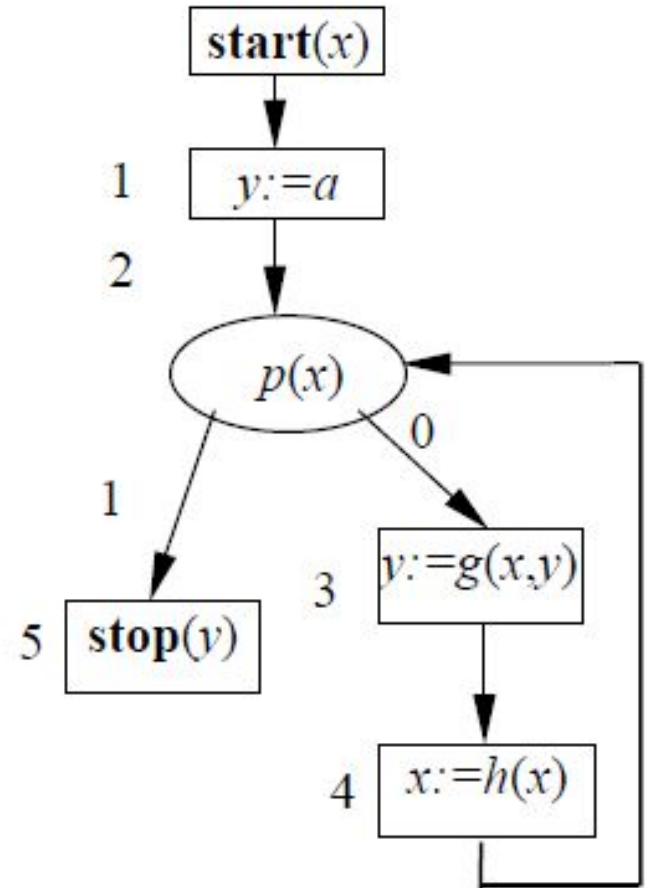 start(x)
1
y:=a
2
p(x)
0
1
y:=g(x,y)
3
5
stop(y)
x:=h(x)
4